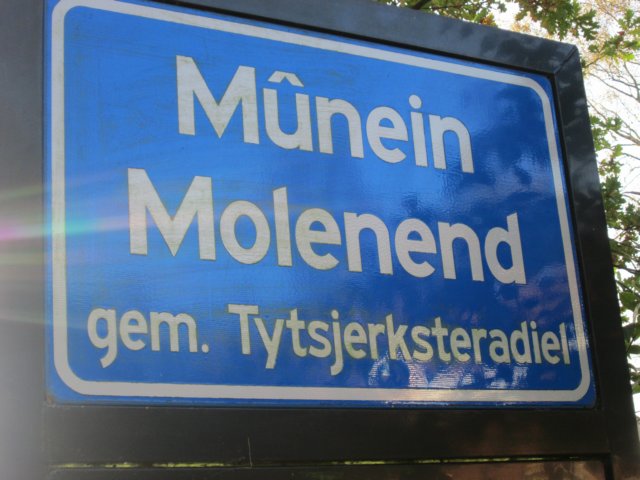 Mûnein
Molenend
gem. Tytsjerksteradiel